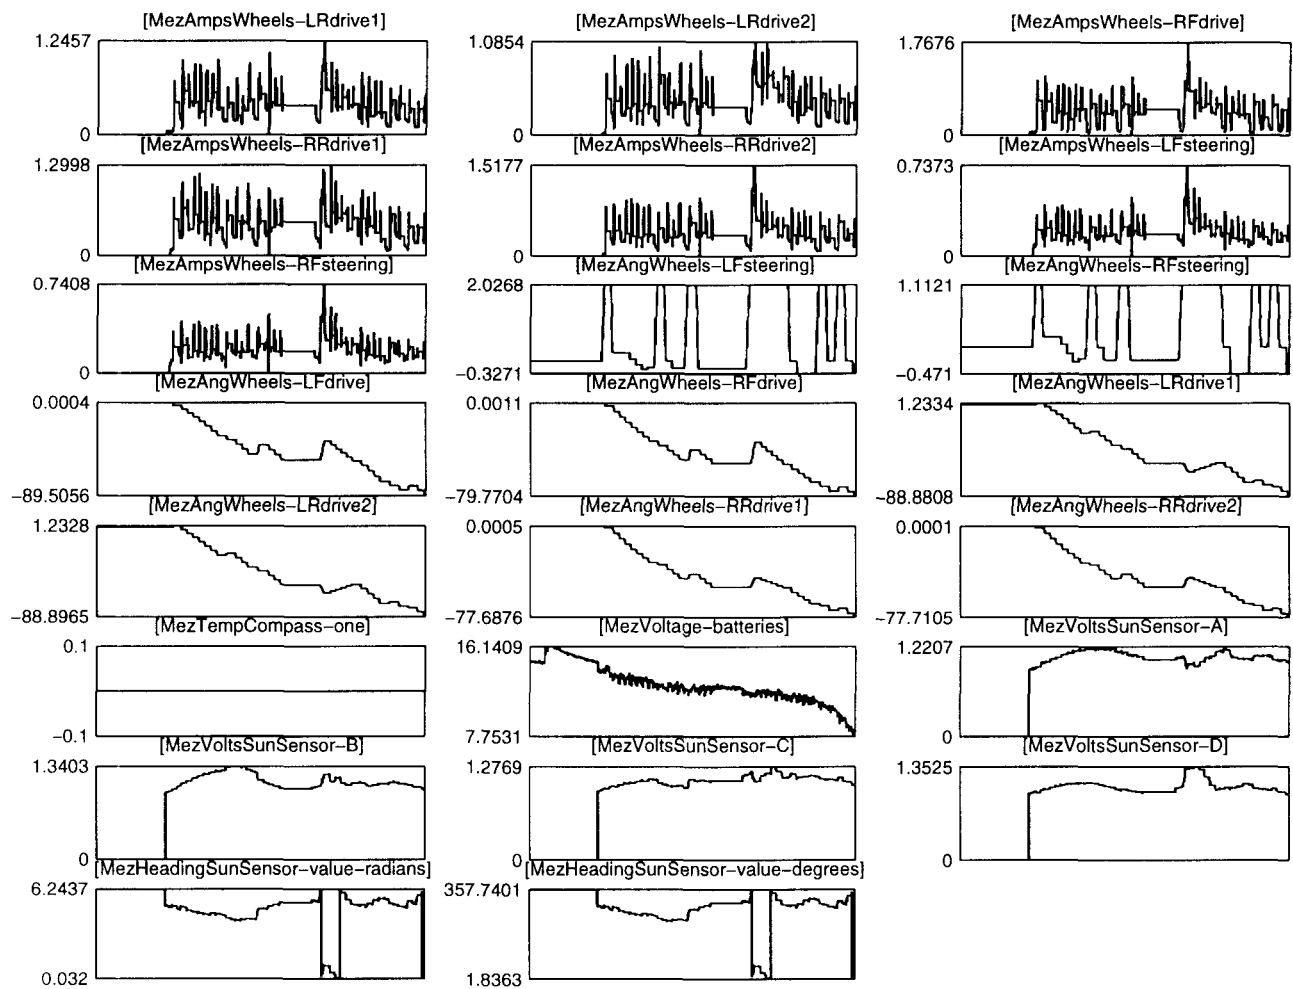 [MezAmpsWheels–LRdrive1] [MezAmpsWheels–LRdrive2] [MezAmpsWheels–RFdrive]
1.2457 1.0854 1.7676
0 0 0
[MezAmpsWheels–RRdrive1] [MezAmpsWheels–RRdrive2] [MezAmpsWheels–LFsteering]
1.2998 1.5177 0.7373
0 0 0
[MezAmpsWheels–RFsteering] [MezAngWheels–LFsteering] [MezAngWheels–RFsteering]
0.7408 2.0268 1.1121
0 −0.3271 −0.471
[MezAngWheels–LFdrive] [MezAngWheels–RFdrive] [MezAngWheels–LRdrive1]
0.0004 0.0011 1.2334
−89.5056 −79.7704 −88.8808
[MezAngWheels–LRdrive2] [MezAngWheels–RRdrive1] [MezAngWheels–RRdrive2]
1.2328 0.0005 0.0001
−88.8965 −77.6876 −77.7105
[MezTempCompass–one] [MezVoltage–batteries] [MezVoltsSunSensor–A]
0.1 16.1409 1.2207
−0.1 7.7531 0
[MezVoltsSunSensor–B] [MezVoltsSunSensor–C] [MezVoltsSunSensor–D]
1.3403 1.2769 1.3525
0 0 0
[MezHeadingSunSensor–value–radians] [MezHeadingSunSensor–value–degrees]
6.2437 357.7401
0.032 1.8363